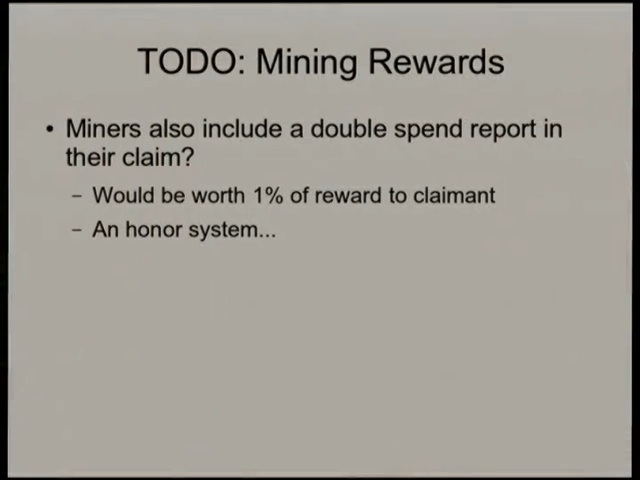 TODO: Mining Rewards
• Miners also include a double spend report in
their claim?
– Would be worth 1% of reward to claimant
– An honor system...